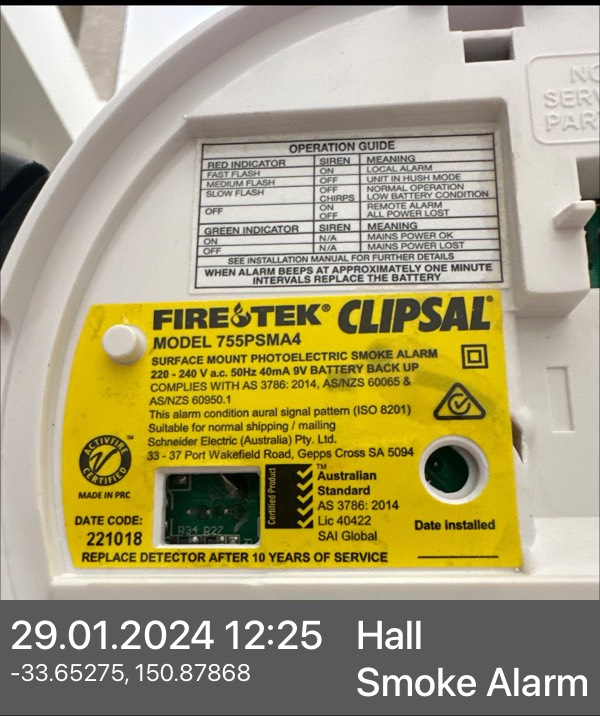 NO
SERV
PAR
OPERATION GUIDE
RED INDICATOR SIREN MEANING
FAST FLASH ON LOCAL ALARM
MEDIUM FLASH OFF UNIT IN HUSH MODE
SLOW FLASH OFF NORMAL OPERATION
CHIRPS LOW BATTERY CONDITION
OFF ON REMOTE ALARM
OFF ALL POWER LOST
GREEN INDICATOR SIREN MEANING
ON N/A MAINS POWER OK
OFF N/A MAINS POWER LOST
SEE INSTALLATION MANUAL FOR FURTHER DETAILS
WHEN ALARM BEEPS AT APPROXIMATELY ONE MINUTE
INTERVALS REPLACE THE BATTERY
FIRETEK® CLIPSAL®
MODEL 755PSMA4
SURFACE MOUNT PHOTOELECTRIC SMOKE ALARM
220 - 240 V a.c. 50Hz 40mA 9V BATTERY BACK UP
COMPLIES WITH AS 3786: 2014, AS/NZS 60065 &
AS/NZS 60950.1
This alarm condition aural signal pattern (ISO 8201)
Suitable for normal shipping / mailing
Schneider Electric (Australia) Pty. Ltd.
33 - 37 Port Wakefield Road, Gepps Cross SA 5094
ACTIVFIRE
CERTIFIED
TM
MADE IN PRC
DATE CODE:
221018
R34 R27
Certified Product
TM
Australian
Standard
AS 3786: 2014
Lic 40422
SAI Global
Date installed
REPLACE DETECTOR AFTER 10 YEARS OF SERVICE
29.01.2024 12:25
-33.65275, 150.87868
Hall
Smoke Alarm